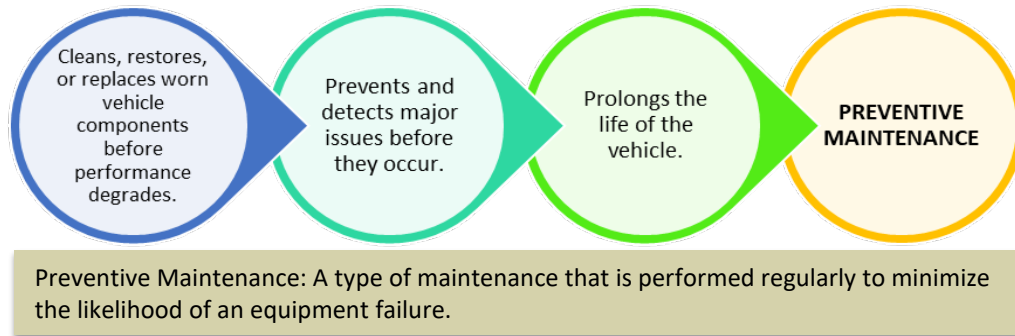 Cleans, restores,
or replaces worn
vehicle
components
before
performance
degrades.
Prevents and
detects major
issues before
they occur.
Prolongs the
life of the
vehicle.
PREVENTIVE
MAINTENANCE
Preventive Maintenance: A type of maintenance that is performed regularly to minimize
the likelihood of an equipment failure.